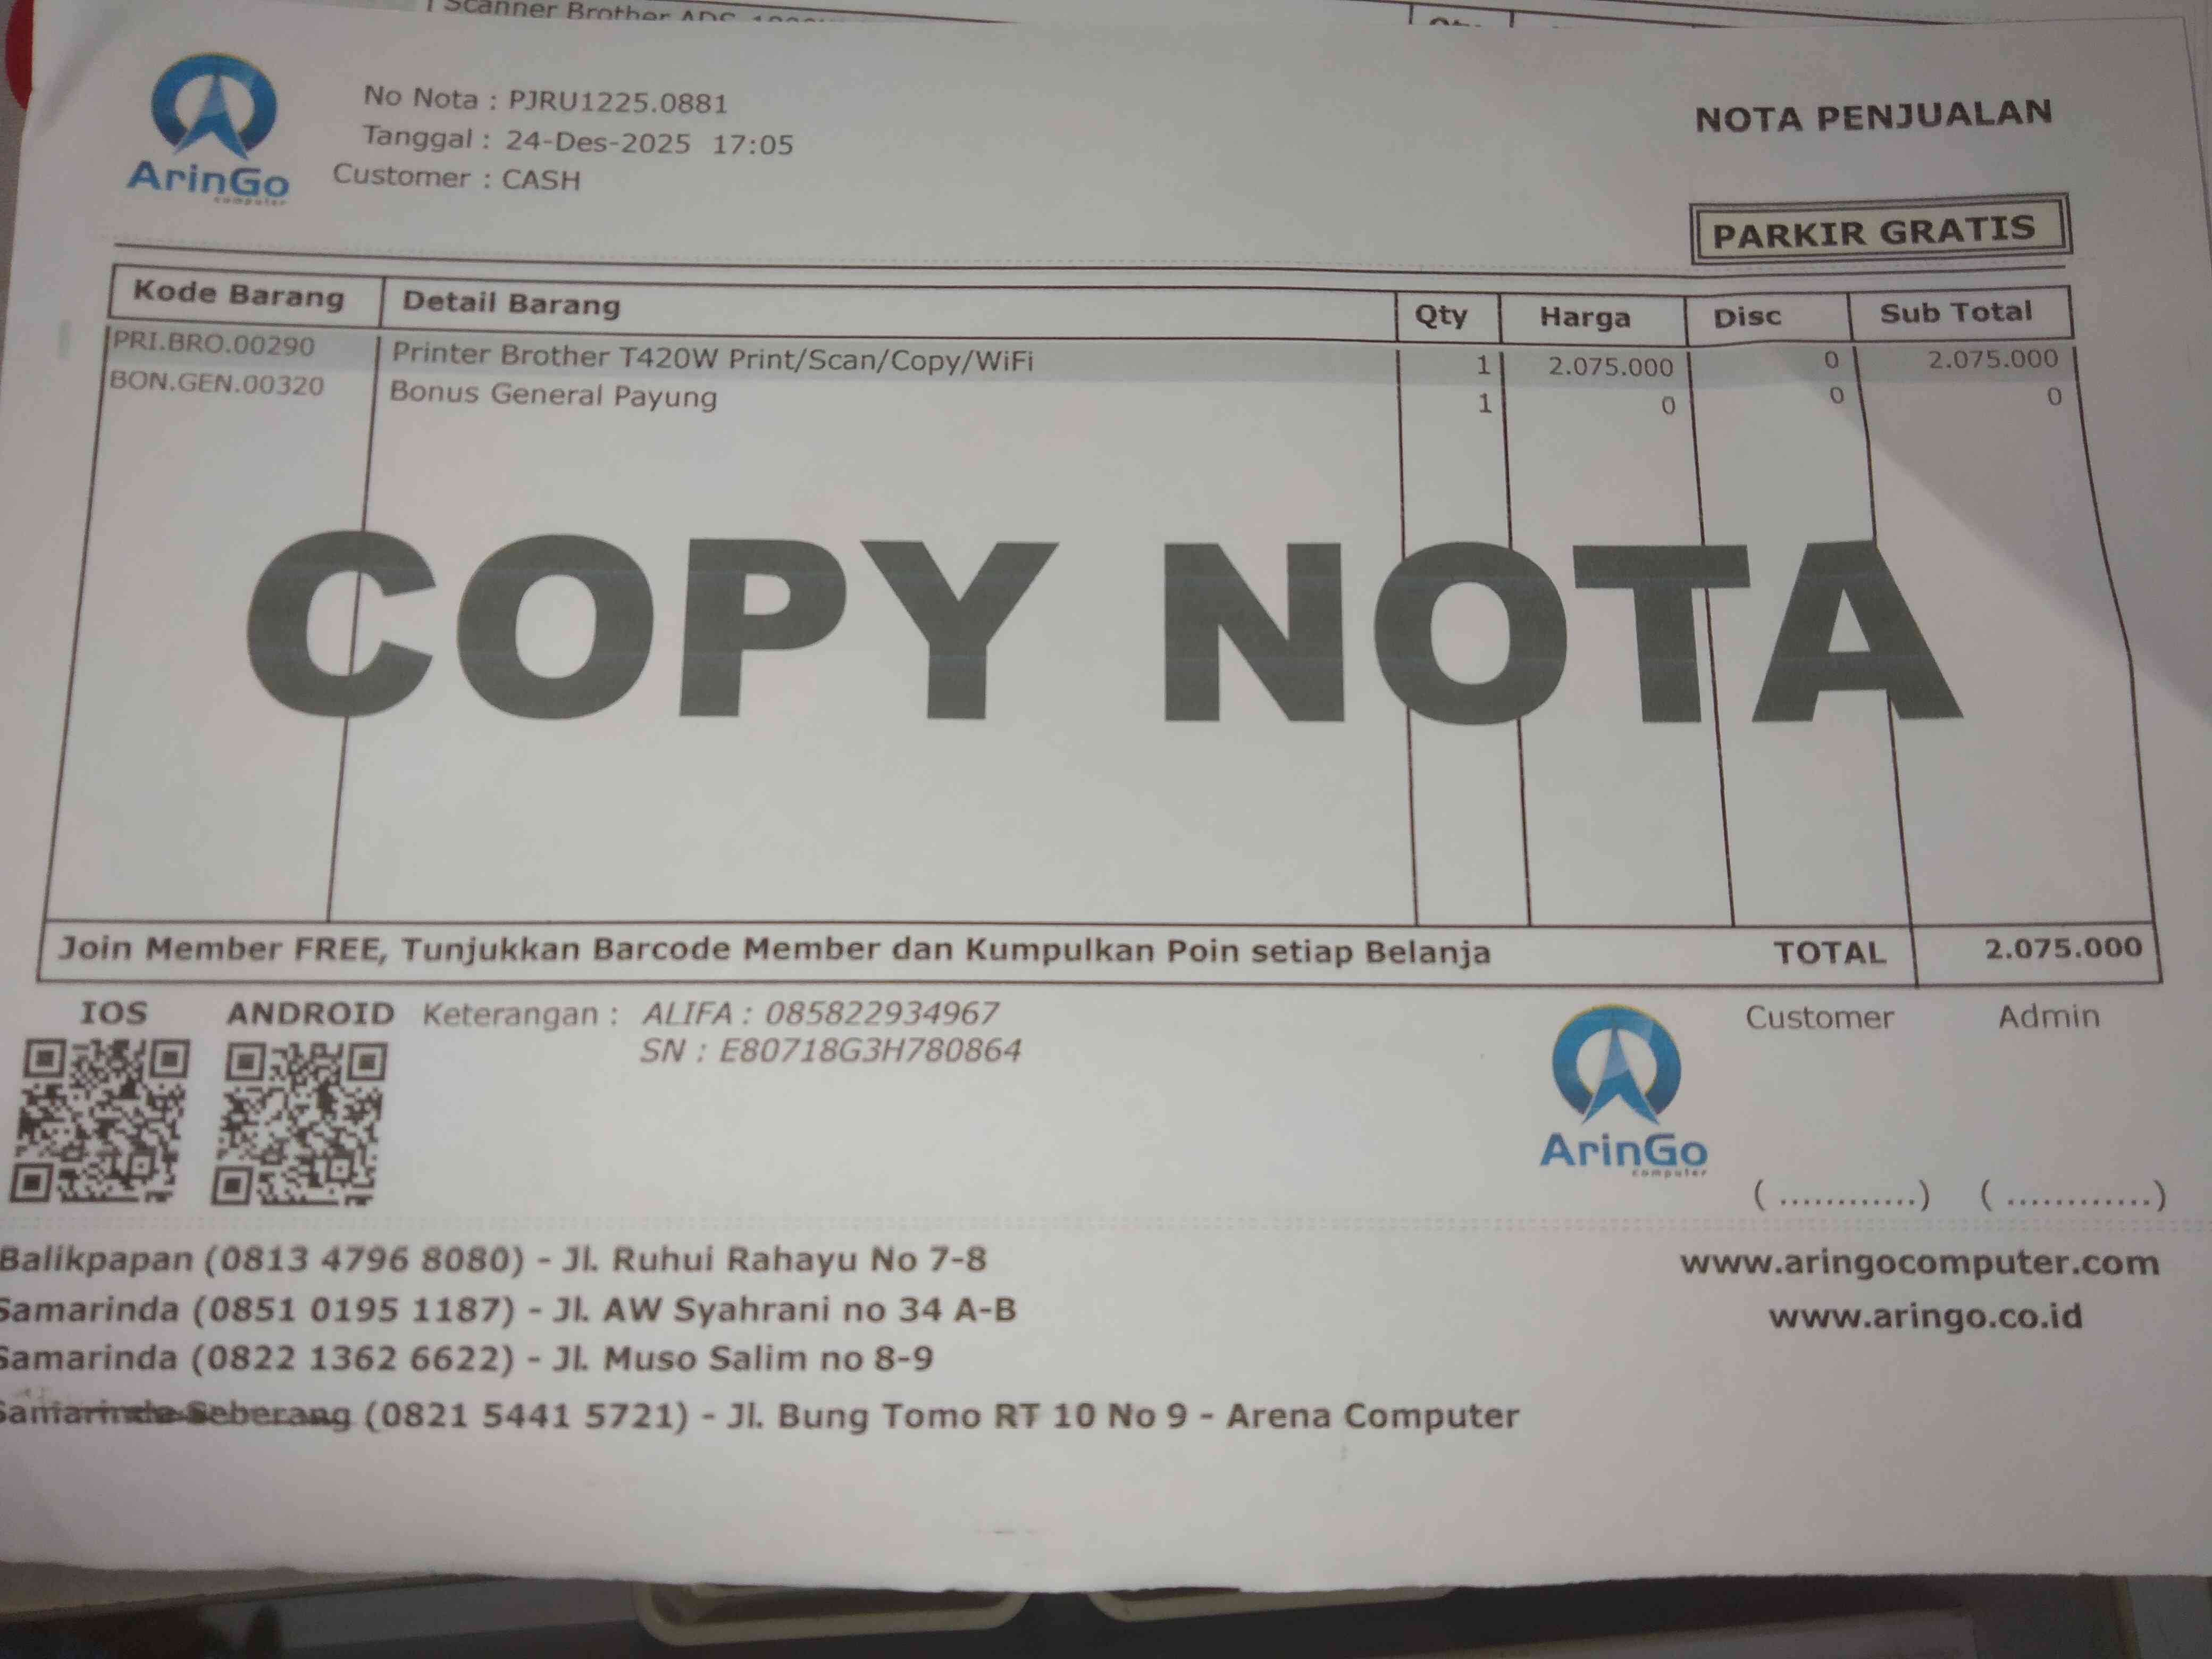 Scanner Brother
ArinGo
computer
No Nota : PJRU1225.0881
Tanggal : 24-Des-2025 17:05
Customer : CASH
NOTA PENJUALAN
PARKIR GRATIS
Kode Barang Detail Barang Qty Harga Disc Sub Total
PRI.BRO.00290 Printer Brother T420W Print/Scan/Copy/WiFi 1 2.075.000 0 2.075.000
BON.GEN.00320 Bonus General Payung 1 0 0 0
COPY NOTA
Join Member FREE, Tunjukkan Barcode Member dan Kumpulkan Poin setiap Belanja TOTAL 2.075.000
IOS ANDROID Keterangan : ALIFA : 085822934967
SN : E80718G3H780864
ArinGo
computer
Customer Admin
( ............) ( ............)
Balikpapan (0813 4796 8080) - Jl. Ruhui Rahayu No 7-8
Samarinda (0851 0195 1187) - Jl. AW Syahrani no 34 A-B
Samarinda (0822 1362 6622) - Jl. Muso Salim no 8-9
Samarinda Seberang (0821 5441 5721) - Jl. Bung Tomo RT 10 No 9 - Arena Computer
www.aringocomputer.com
www.aringo.co.id